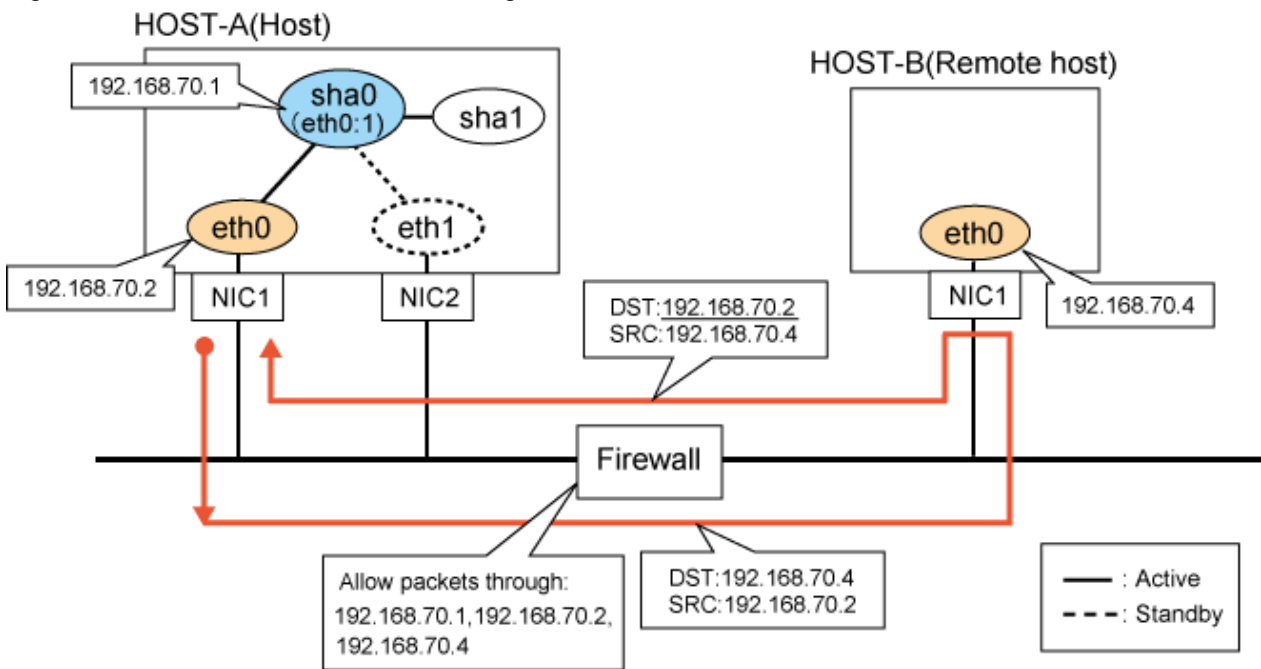 HOST-A(Host)
HOST-B(Remote host)
192.168.70.1
sha0
(eth0:1)
sha1
eth0
eth1
eth0
192.168.70.2
NIC1
NIC2
NIC1
192.168.70.4
DST:192.168.70.2
SRC:192.168.70.4
Firewall
Allow packets through:
192.168.70.1,192.168.70.2,
192.168.70.4
DST:192.168.70.4
SRC:192.168.70.2
: Active
: Standby